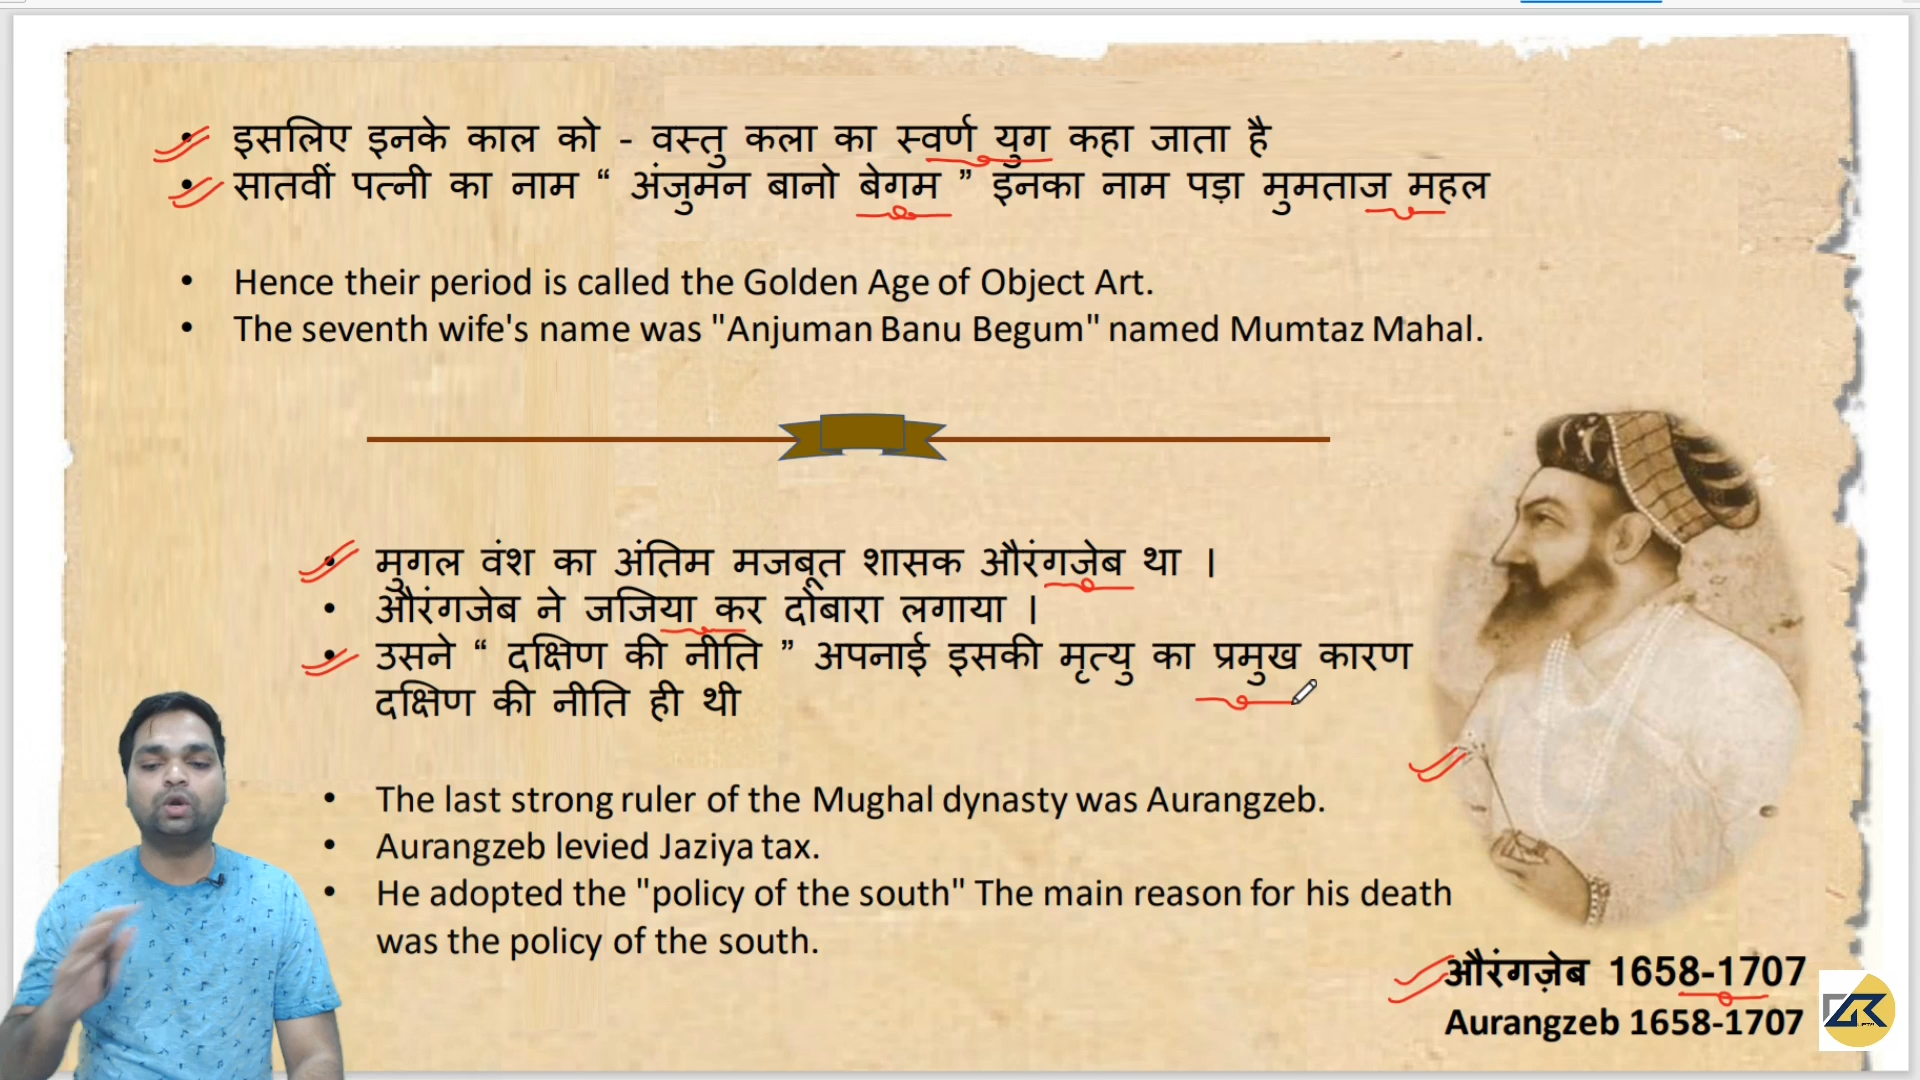 • इसलिए इनके काल को - वस्तु कला का स्वर्ण युग कहा जाता है
• सातवीं पत्नी का नाम “ अंजुमन बानो बेगम ” इनका नाम पड़ा मुमताज महल
• Hence their period is called the Golden Age of Object Art.
• The seventh wife's name was "Anjuman Banu Begum" named Mumtaz Mahal.
• मुगल वंश का अंतिम मजबूत शासक औरंगजेब था ।
• औरंगजेब ने जजिया कर दोबारा लगाया ।
• उसने “ दक्षिण की नीति ” अपनाई इसकी मृत्यु का प्रमुख कारण
दक्षिण की नीति ही थी
• The last strong ruler of the Mughal dynasty was Aurangzeb.
• Aurangzeb levied Jaziya tax.
• He adopted the "policy of the south" The main reason for his death
was the policy of the south.
औरंगज़ेब 1658-1707
Aurangzeb 1658-1707